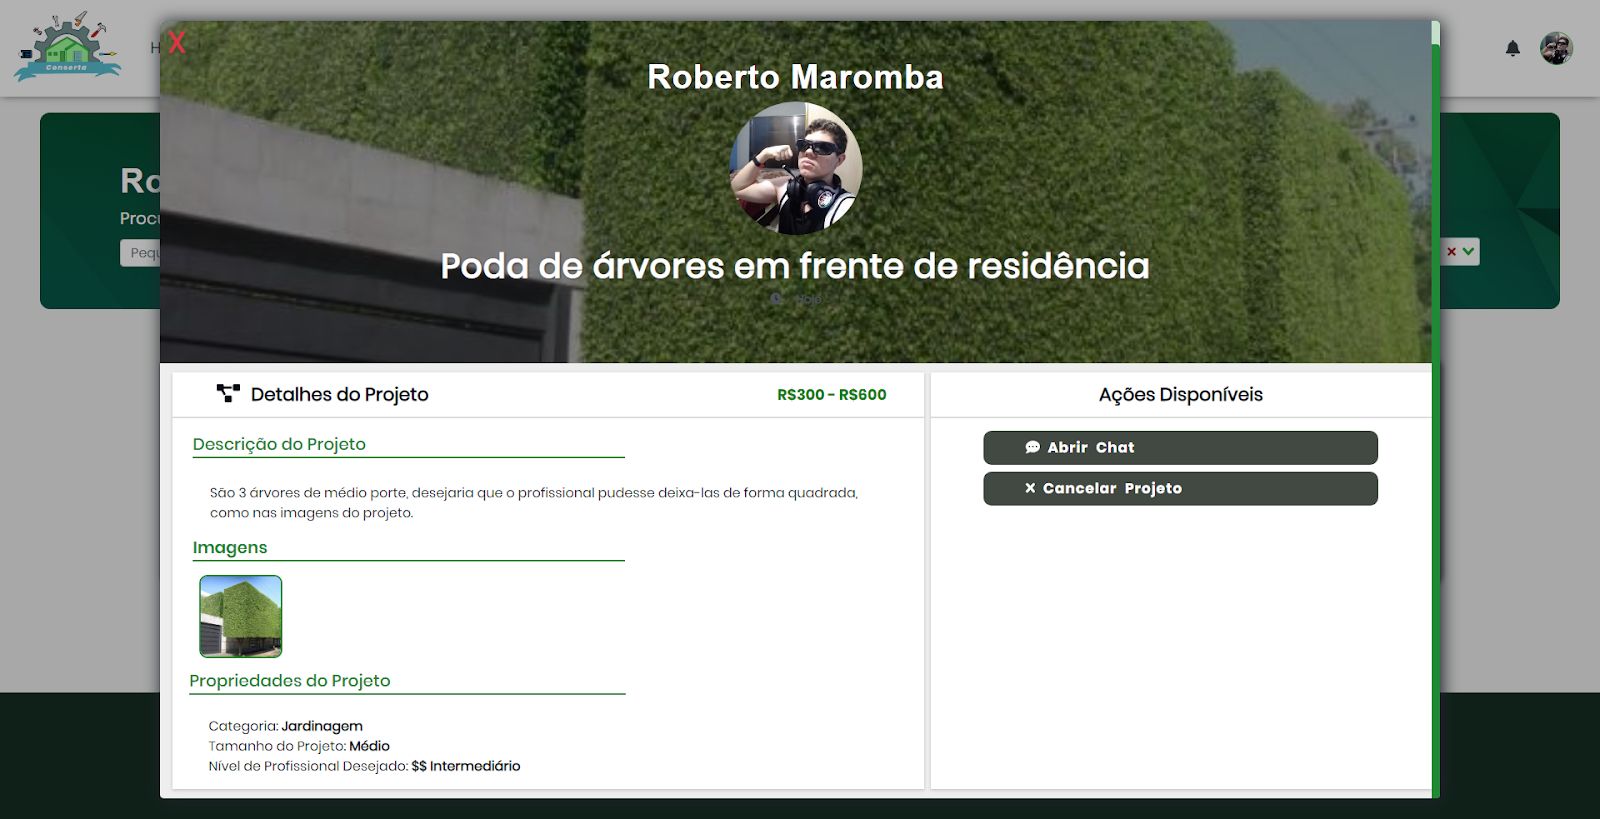 Conserta
H
X
Roberto Maromba
Ro
Procu
Pequ
Poda de árvores em frente de residência
Hoje
Detalhes do Projeto
R$300 - R$600
Ações Disponíveis
Descrição do Projeto
Abrir Chat
Cancelar Projeto
São 3 árvores de médio porte, desejaria que o profissional pudesse deixa-las de forma quadrada,
como nas imagens do projeto.
Imagens
Propriedades do Projeto
Categoria: Jardinagem
Tamanho do Projeto: Médio
Nível de Profissional Desejado: $$ Intermediário